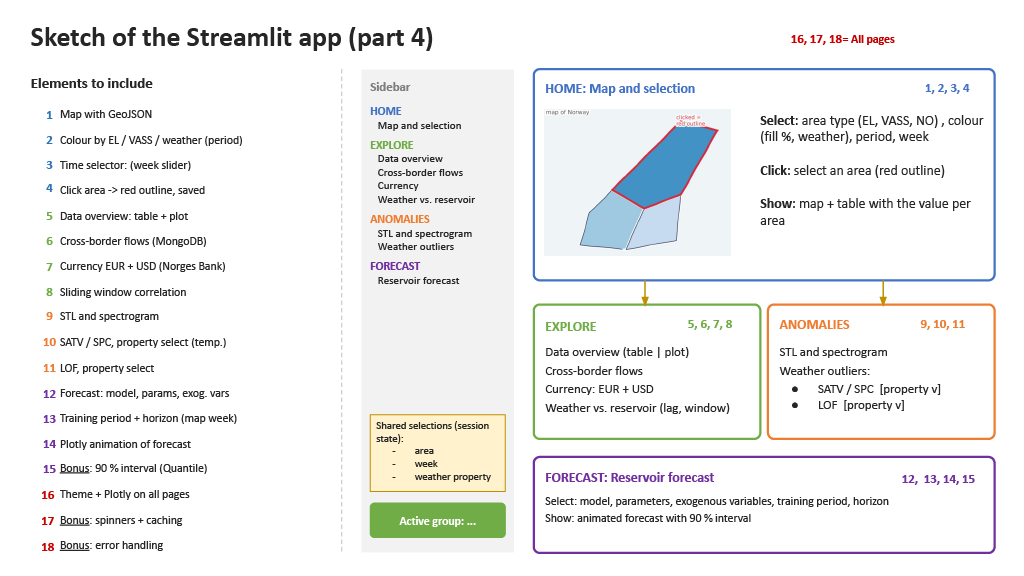 Sketch of the Streamlit app (part 4)
16, 17, 18= All pages
Elements to include
1 Map with GeoJSON
2 Colour by EL / VASS / weather (period)
3 Time selector: (week slider)
4 Click area -> red outline, saved
5 Data overview: table + plot
6 Cross-border flows (MongoDB)
7 Currency EUR + USD (Norges Bank)
8 Sliding window correlation
9 STL and spectrogram
10 SATV / SPC, property select (temp.)
11 LOF, property select
12 Forecast: model, params, exog. vars
13 Training period + horizon (map week)
14 Plotly animation of forecast
15 Bonus: 90 % interval (Quantile)
16 Theme + Plotly on all pages
17 Bonus: spinners + caching
18 Bonus: error handling
Sidebar
HOME
Map and selection
EXPLORE
Data overview
Cross-border flows
Currency
Weather vs. reservoir
ANOMALIES
STL and spectrogram
Weather outliers
FORECAST
Reservoir forecast
Shared selections (session
state):
- area
- week
- weather property
Active group: ...
HOME: Map and selection
1, 2, 3, 4
map of Norway
clicked =
red outline
Select: area type (EL, VASS, NO) , colour
(fill %, weather), period, week
Click: select an area (red outline)
Show: map + table with the value per
area
EXPLORE
5, 6, 7, 8
Data overview (table | plot)
Cross-border flows
Currency: EUR + USD
Weather vs. reservoir (lag, window)
ANOMALIES
9, 10, 11
STL and spectrogram
Weather outliers:
● SATV / SPC [property v]
● LOF [property v]
FORECAST: Reservoir forecast
12, 13, 14, 15
Select: model, parameters, exogenous variables, training period, horizon
Show: animated forecast with 90 % interval